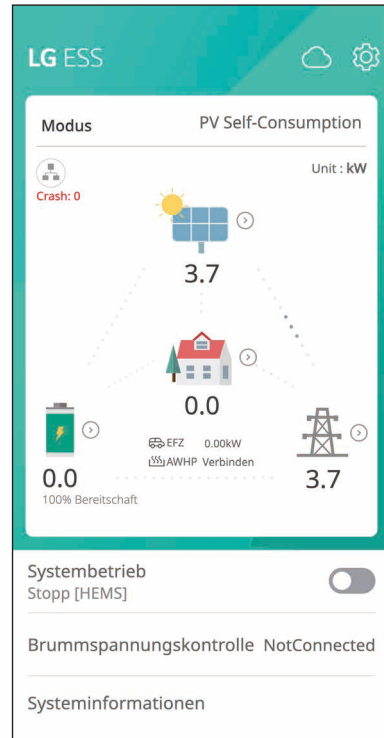 LG ESS
Modus PV Self-Consumption
Unit : kW
Crash: 0
3.7
0.0
EFZ 0.00kW
AWHP Verbinden
0.0
100% Bereitschaft
3.7
Systembetrieb
Stopp [HEMS]
Brummspannungskontrolle NotConnected
Systeminformationen